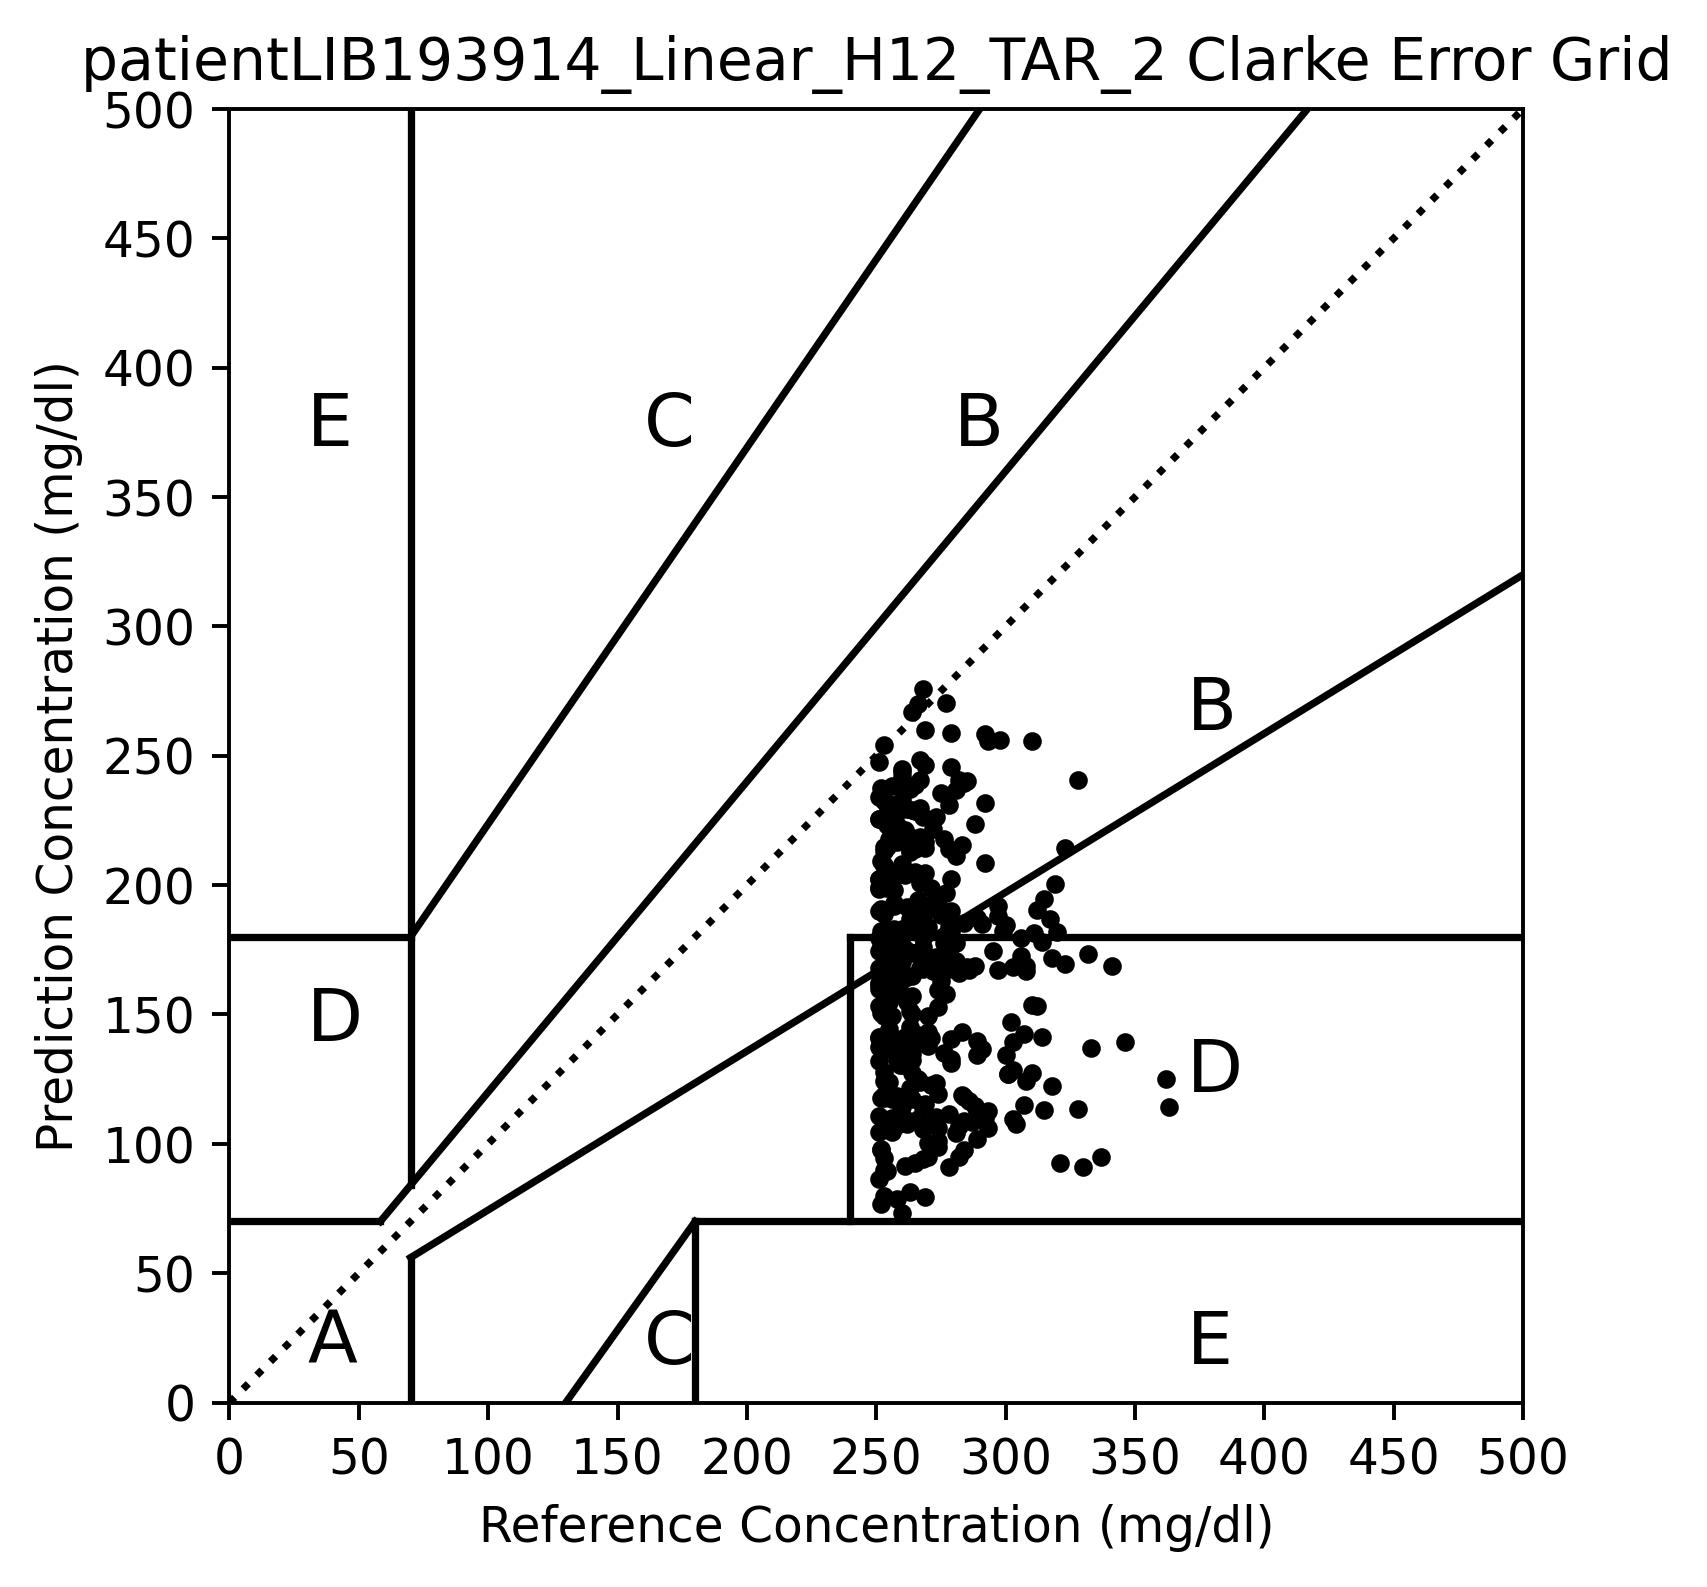 patientLIB193914_Linear_H12_TAR_2 Clarke Error Grid
500
450
400
350
300
250
200
150
100
50
0
Prediction Concentration (mg/dl)
E
C
B
B
D
D
A
C
E
0 50 100 150 200 250 300 350 400 450 500
Reference Concentration (mg/dl)